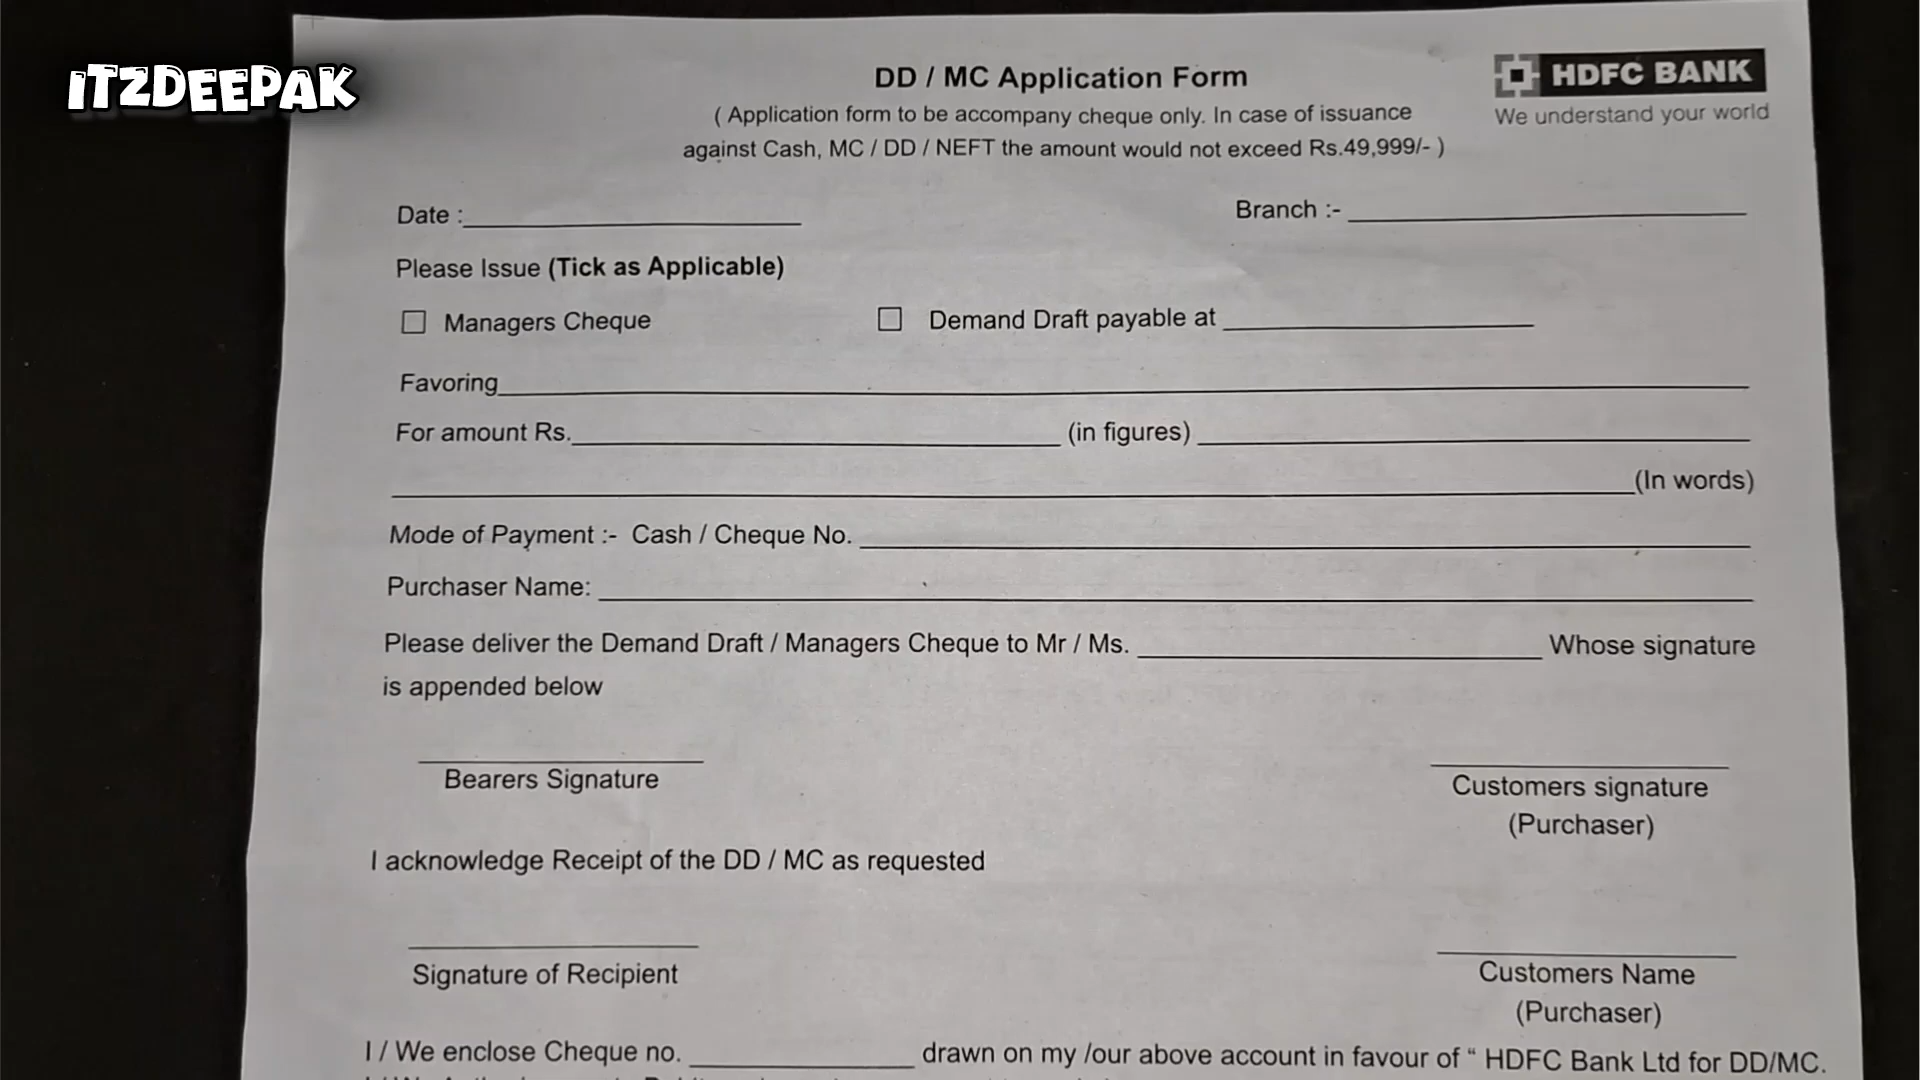 ITZDEEPAK
DD / MC Application Form
HDFC BANK
We understand your world
( Application form to be accompany cheque only. In case of issuance
against Cash, MC / DD / NEFT the amount would not exceed Rs.49,999/- )
Date :
Branch :-
Please Issue (Tick as Applicable)
Managers Cheque
Demand Draft payable at
Favoring
For amount Rs. (in figures)
(In words)
Mode of Payment :- Cash / Cheque No.
Purchaser Name:
Please deliver the Demand Draft / Managers Cheque to Mr / Ms. Whose signature
is appended below
Bearers Signature
Customers signature
(Purchaser)
I acknowledge Receipt of the DD / MC as requested
Signature of Recipient
Customers Name
(Purchaser)
I / We enclose Cheque no. drawn on my /our above account in favour of “ HDFC Bank Ltd for DD/MC.